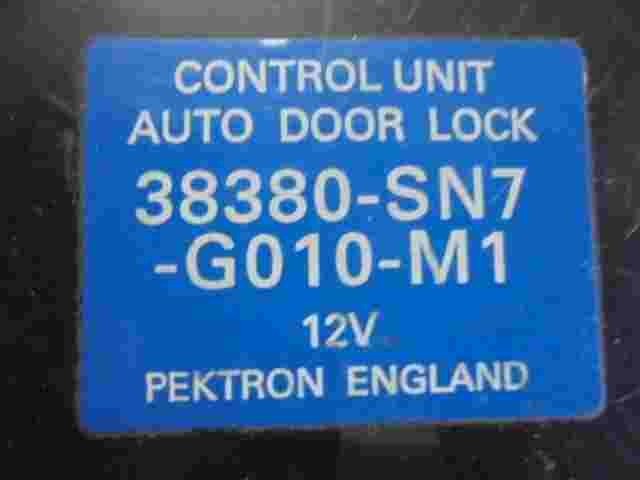 CONTROL UNIT
AUTO DOOR LOCK
38380-SN7
-G010-M1
12V
PEKTRON ENGLAND